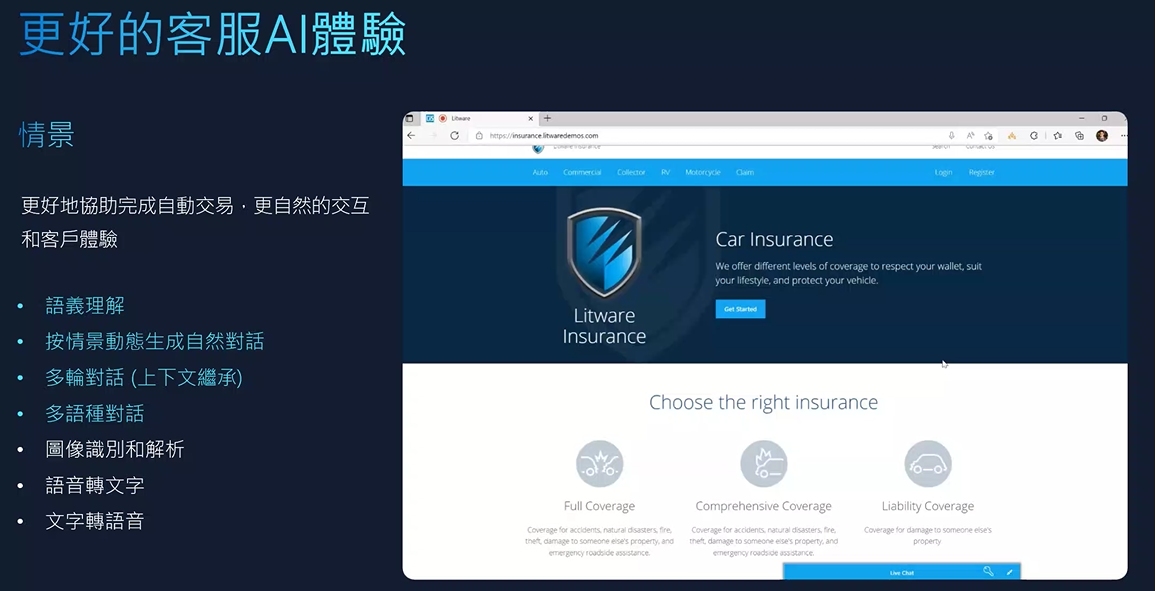 更好的客服AI體驗
情景
更好地協助完成自動交易，更自然的交互
和客戶體驗
• 語義理解
• 按情景動態生成自然對話
• 多輪對話 (上下文繼承)
• 多語種對話
• 圖像識別和解析
• 語音轉文字
• 文字轉語音
Litware
https://insurance.litwaredemos.com
Litware Insurance
Search Contact Us
Auto Commercial Collector RV Motorcycle Claim Login Register
Litware
Insurance
Car Insurance
We offer different levels of coverage to respect your wallet, suit
your lifestyle, and protect your vehicle.
Get Started
Choose the right insurance
Full Coverage
Coverage for accidents, natural disasters, fire,
theft, damage to someone else's property, and
emergency roadside assistance.
Comprehensive Coverage
Coverage for accidents, natural disasters, fire,
theft, damage to someone else's property, and
emergency roadside assistance.
Liability Coverage
Coverage for damage to someone else's
property
Live Chat